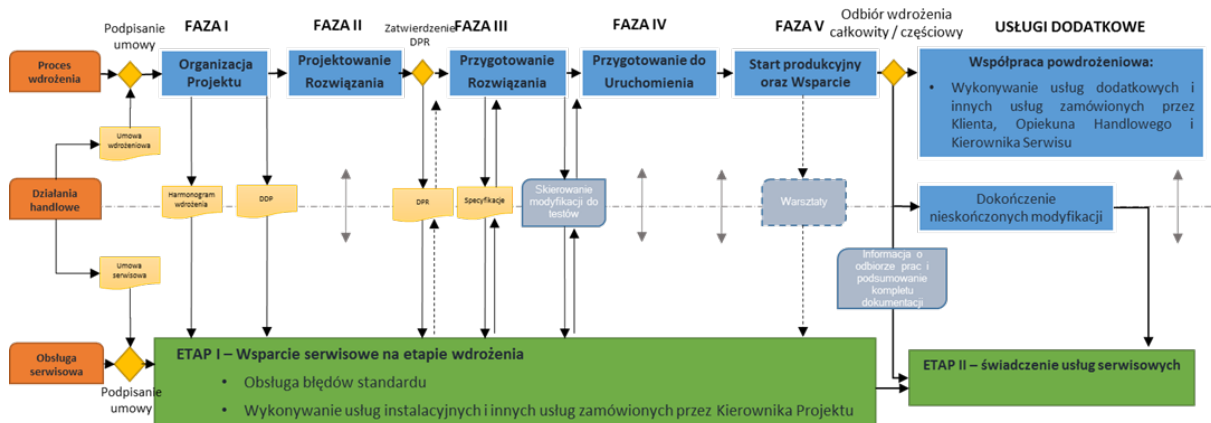 FAZA I
FAZA II
FAZA III
FAZA IV
FAZA V
USŁUGI DODATKOWE
Podpisanie
umowy
Zatwierdzenie
DPR
Odbiór wdrożenia
całkowity / częściowy
Proces
wdrożenia
Organizacja
Projektu
Projektowanie
Rozwiązania
Przygotowanie
Rozwiązania
Przygotowanie do
Uruchomienia
Start produkcyjny
oraz Wsparcie
Współpraca powdrożeniowa:
• Wykonywanie usług dodatkowych i
innych usług zamówionych przez
Klienta, Opiekuna Handlowego i
Kierownika Serwisu
Umowa
wdrożeniowa
Działania
handlowe
Harmonogram
wdrożenia
DDP
DPR
Specyfikacje
Skierowanie
modyfikacji do
testów
Warsztaty
Dokończenie
nieskończonych modyfikacji
Umowa
serwisowa
Informacja o
odbiorze prac i
podsumowanie
kompletu
dokumentacji
Obsługa
serwisowa
Podpisanie
umowy
ETAP I – Wsparcie serwisowe na etapie wdrożenia
• Obsługa błędów standardu
• Wykonywanie usług instalacyjnych i innych usług zamówionych przez Kierownika Projektu
ETAP II – świadczenie usług serwisowych